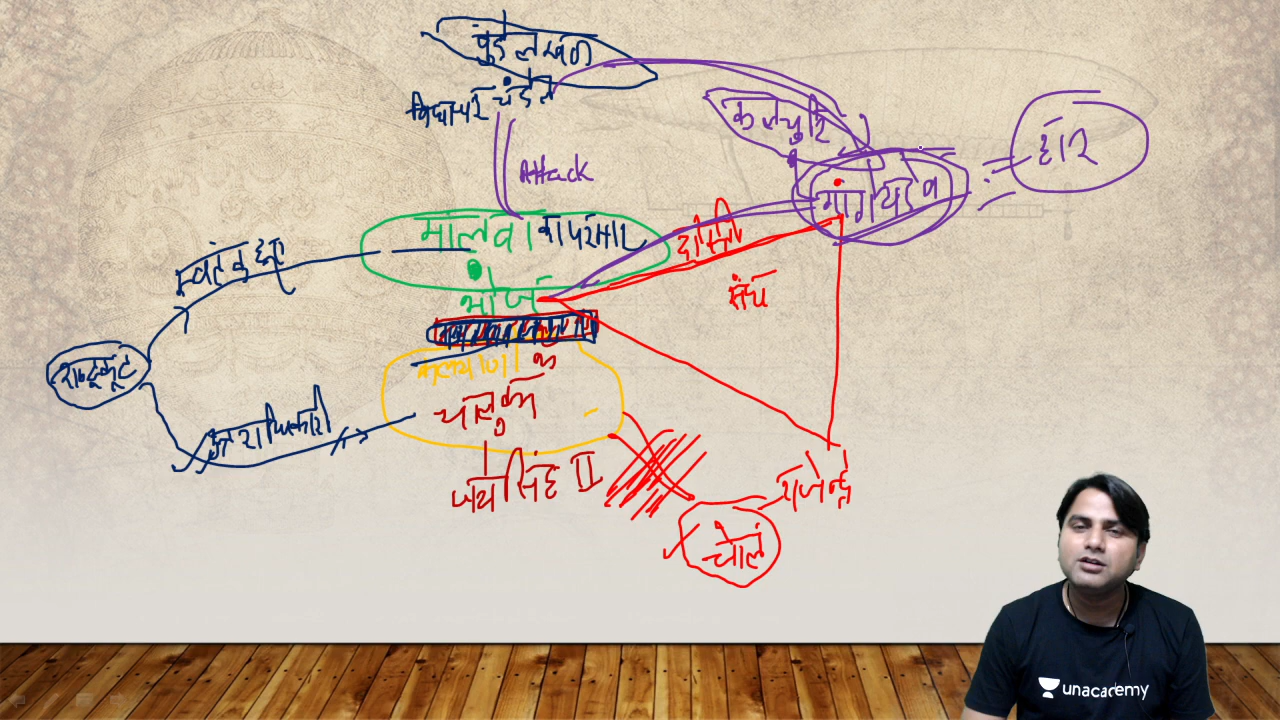 बुंदेलखंड
विद्याधर चंदेल
कलचुरि
हार
Attack
गांगेयदेव
मालवा का परमार
दोस्ती
स्वतंत्र हुए
भोज
संघ
राष्ट्रकूट
कल्याणी के
चालुक्य
उत्तराधिकारी
जयसिंह II
राजेन्द्र
चोल
unacademy